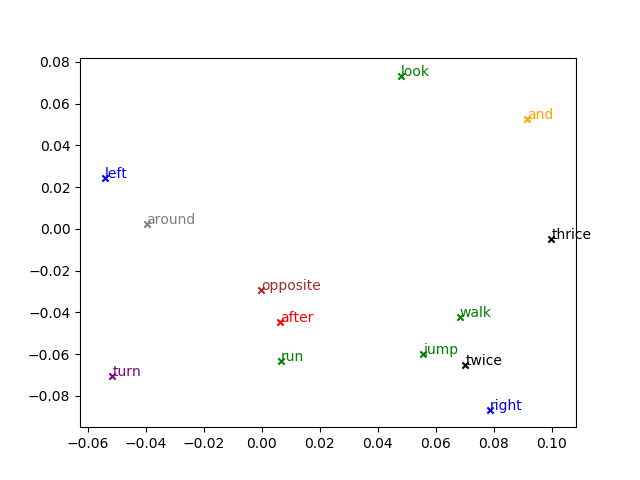 0.08
look
0.06
and
0.04
left
0.02
around
0.00
thrice
−0.02
opposite
−0.04
after
walk
−0.06
run
jump
twice
turn
−0.08
right
−0.06 −0.04 −0.02 0.00 0.02 0.04 0.06 0.08 0.10